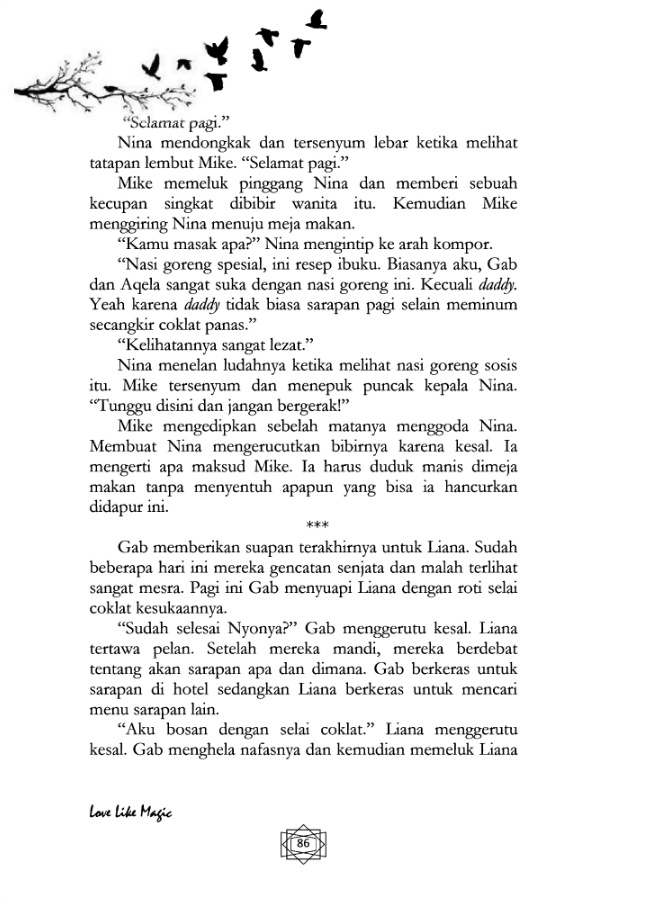 “Selamat pagi.”
Nina mendongkak dan tersenyum lebar ketika melihat
tatapan lembut Mike. “Selamat pagi.”
Mike memeluk pinggang Nina dan memberi sebuah
kecupan singkat dibibir wanita itu. Kemudian Mike
menggiring Nina menuju meja makan.
“Kamu masak apa?” Nina mengintip ke arah kompor.
“Nasi goreng spesial, ini resep ibuku. Biasanya aku, Gab
dan Aqela sangat suka dengan nasi goreng ini. Kecuali daddy.
Yeah karena daddy tidak biasa sarapan pagi selain meminum
secangkir coklat panas.”
“Kelihatannya sangat lezat.”
Nina menelan ludahnya ketika melihat nasi goreng sosis
itu. Mike tersenyum dan menepuk puncak kepala Nina.
“Tunggu disini dan jangan bergerak!”
Mike mengedipkan sebelah matanya menggoda Nina.
Membuat Nina mengerucutkan bibirnya karena kesal. Ia
mengerti apa maksud Mike. Ia harus duduk manis dimeja
makan tanpa menyentuh apapun yang bisa ia hancurkan
didapur ini.
***
Gab memberikan suapan terakhirnya untuk Liana. Sudah
beberapa hari ini mereka gencatan senjata dan malah terlihat
sangat mesra. Pagi ini Gab menyuapi Liana dengan roti selai
coklat kesukaannya.
“Sudah selesai Nyonya?” Gab menggerutu kesal. Liana
tertawa pelan. Setelah mereka mandi, mereka berdebat
tentang akan sarapan apa dan dimana. Gab berkeras untuk
sarapan di hotel sedangkan Liana berkeras untuk mencari
menu sarapan lain.
“Aku bosan dengan selai coklat.” Liana menggerutu
kesal. Gab menghela nafasnya dan kemudian memeluk Liana
Love Like Magic
86